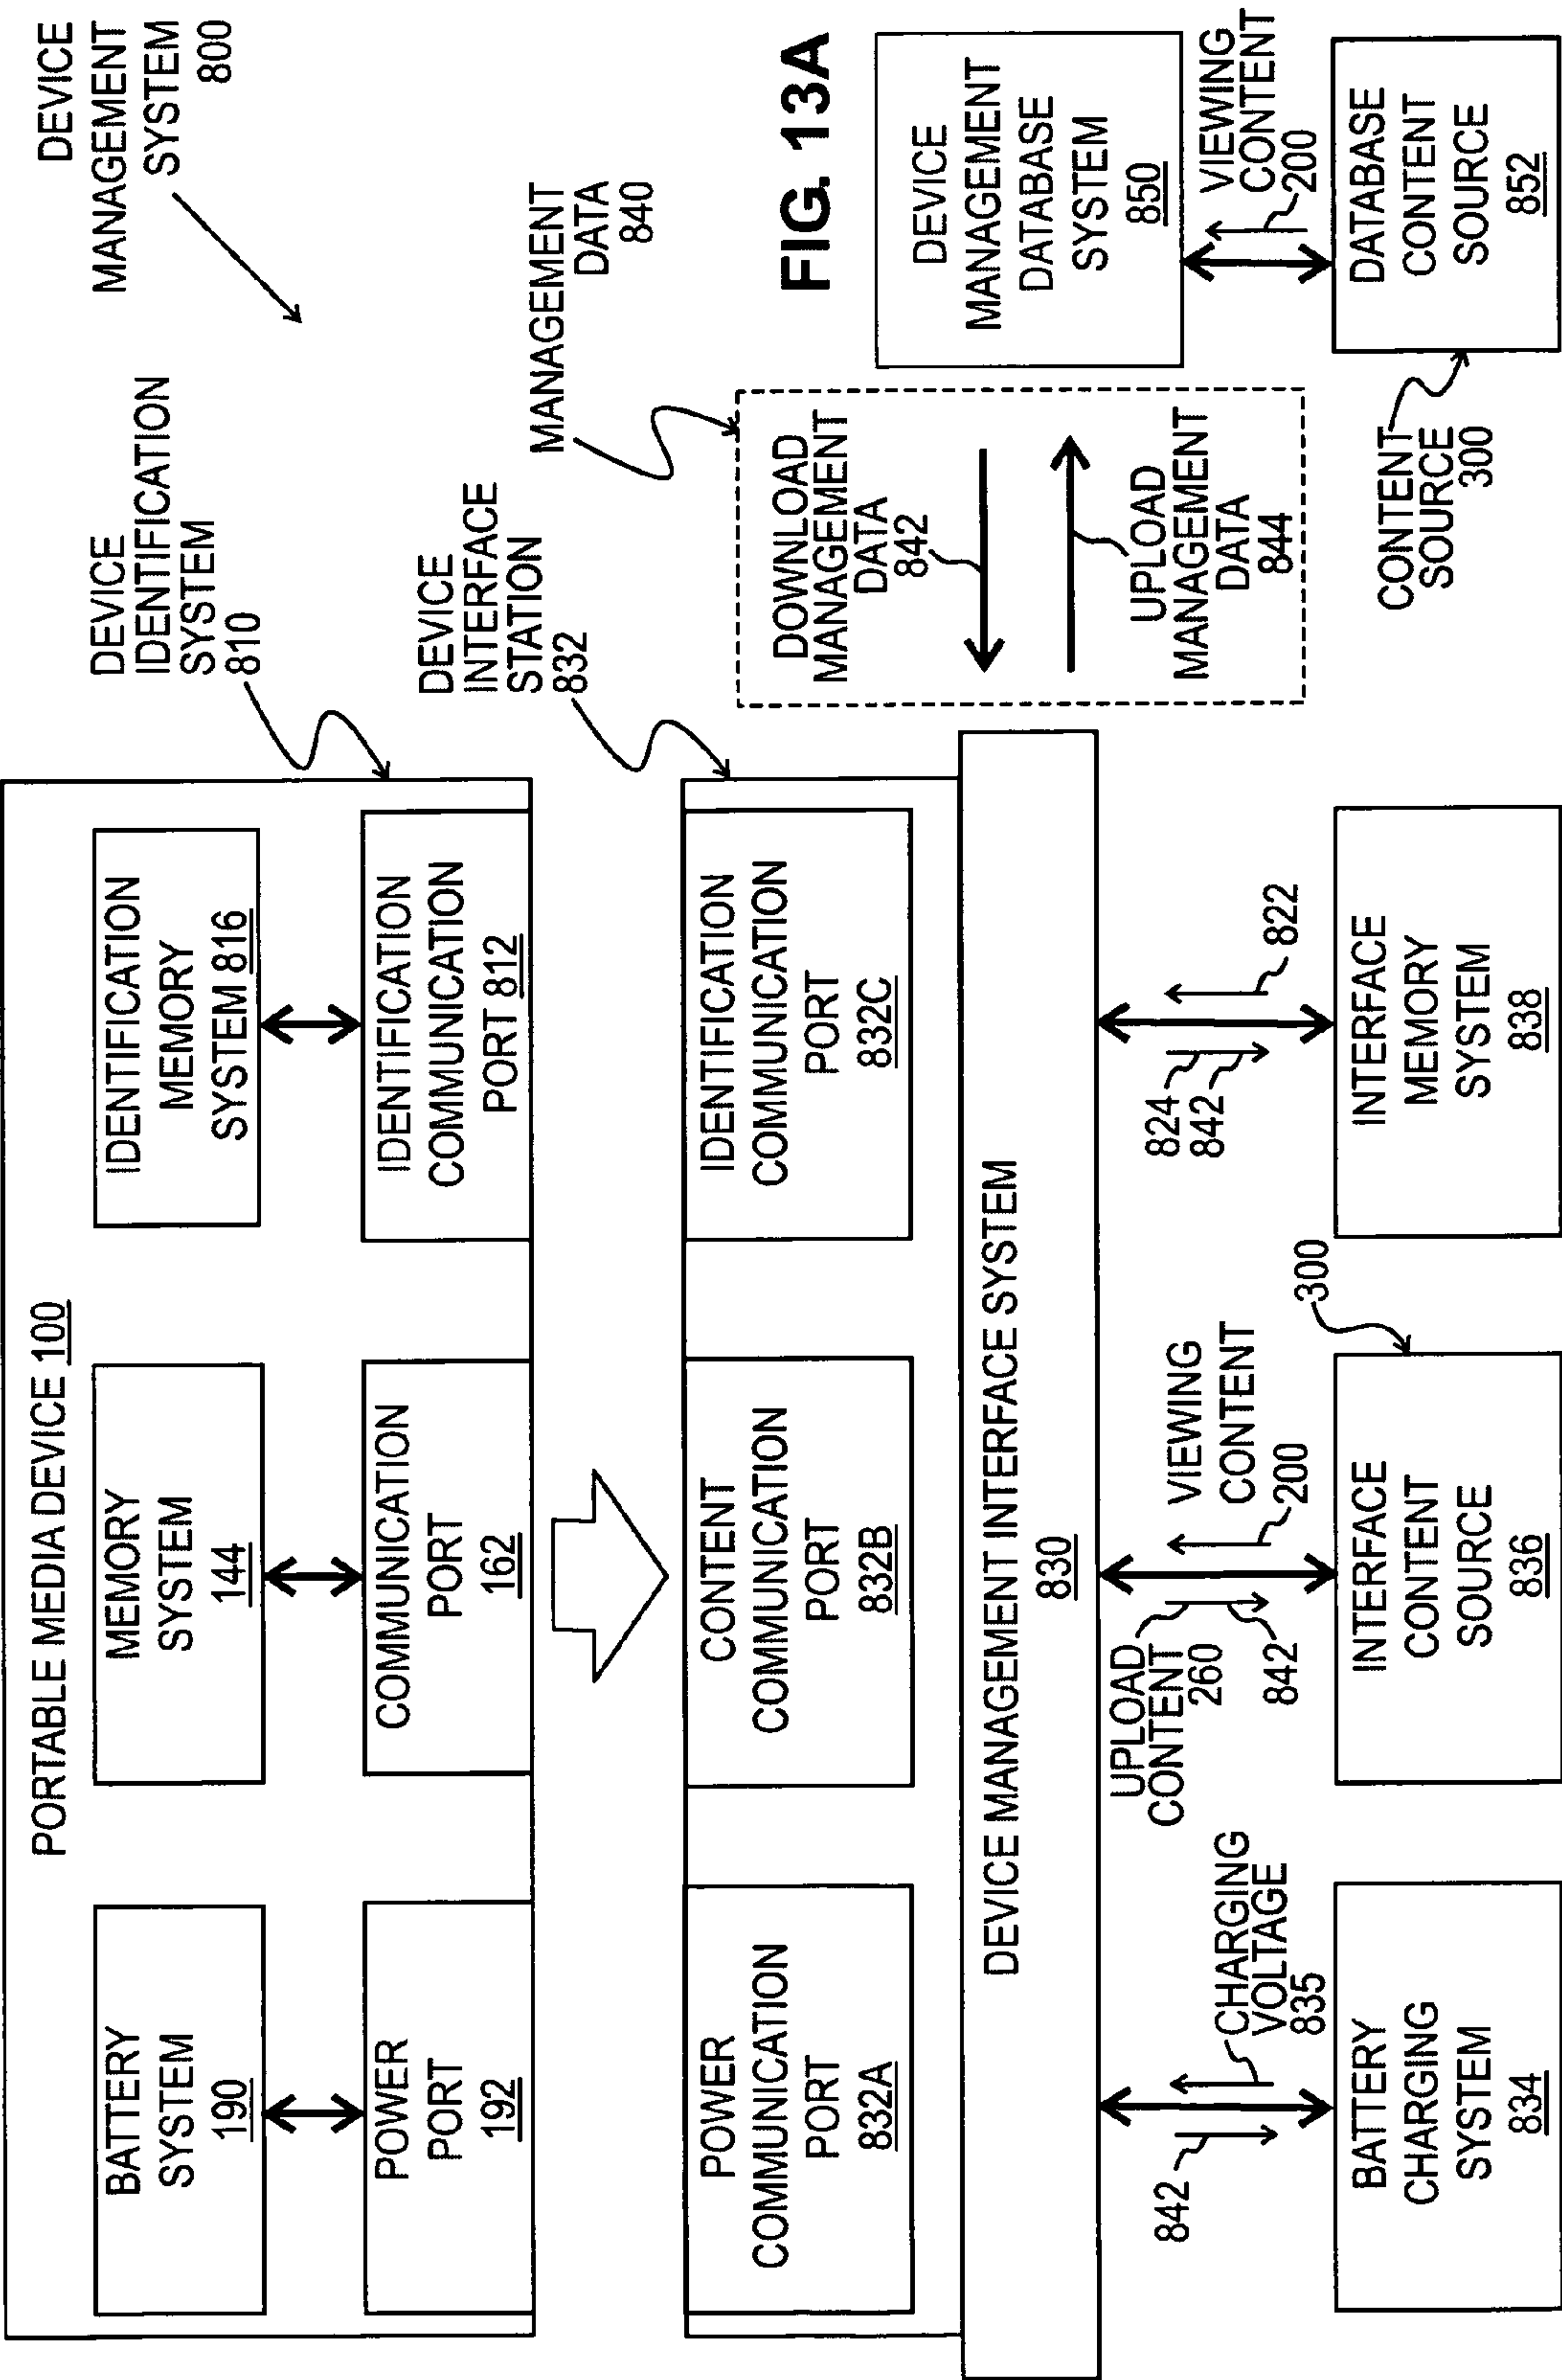 DEVICE
MANAGEMENT
SYSTEM
800
DEVICE
IDENTIFICATION
SYSTEM
810
PORTABLE MEDIA DEVICE 100
BATTERY
SYSTEM
190
MEMORY
SYSTEM
144
IDENTIFICATION
MEMORY
SYSTEM 816
POWER
PORT
192
COMMUNICATION
PORT
162
IDENTIFICATION
COMMUNICATION
PORT 812
DEVICE
INTERFACE
STATION
832
MANAGEMENT
DATA
840
POWER
COMMUNICATION
PORT
832A
CONTENT
COMMUNICATION
PORT
832B
IDENTIFICATION
COMMUNICATION
PORT
832C
DOWNLOAD
MANAGEMENT
DATA
842
UPLOAD
MANAGEMENT
DATA
844
FIG. 13A
DEVICE
MANAGEMENT
DATABASE
SYSTEM
850
DEVICE MANAGEMENT INTERFACE SYSTEM
830
842
CHARGING
VOLTAGE
835
UPLOAD
CONTENT
260
842
VIEWING
CONTENT
200
300
824
842
822
CONTENT
SOURCE
300
VIEWING
CONTENT
200
BATTERY
CHARGING
SYSTEM
834
INTERFACE
CONTENT
SOURCE
836
INTERFACE
MEMORY
SYSTEM
838
DATABASE
CONTENT
SOURCE
852